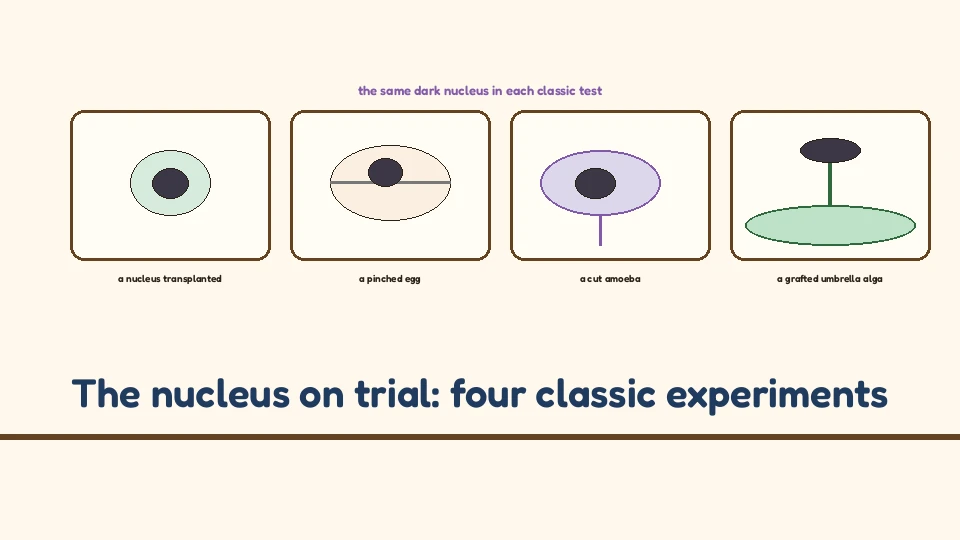 the same dark nucleus in each classic test
a nucleus transplanted
a pinched egg
a cut amoeba
a grafted umbrella alga
The nucleus on trial: four classic experiments